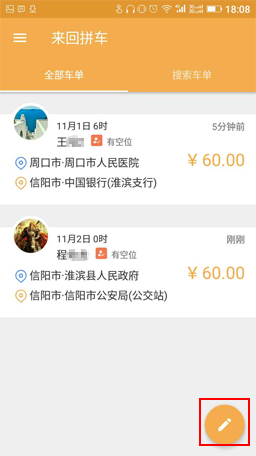 18:08
来回拼车
全部车单
搜索车单
11月1日 6时
5分钟前
王
有空位
周口市·周口市人民医院
¥ 60.00
信阳市·中国银行(淮滨支行)
11月2日 0时
刚刚
程
有空位
信阳市·淮滨县人民政府
¥ 60.00
信阳市·信阳市公安局(公交站)